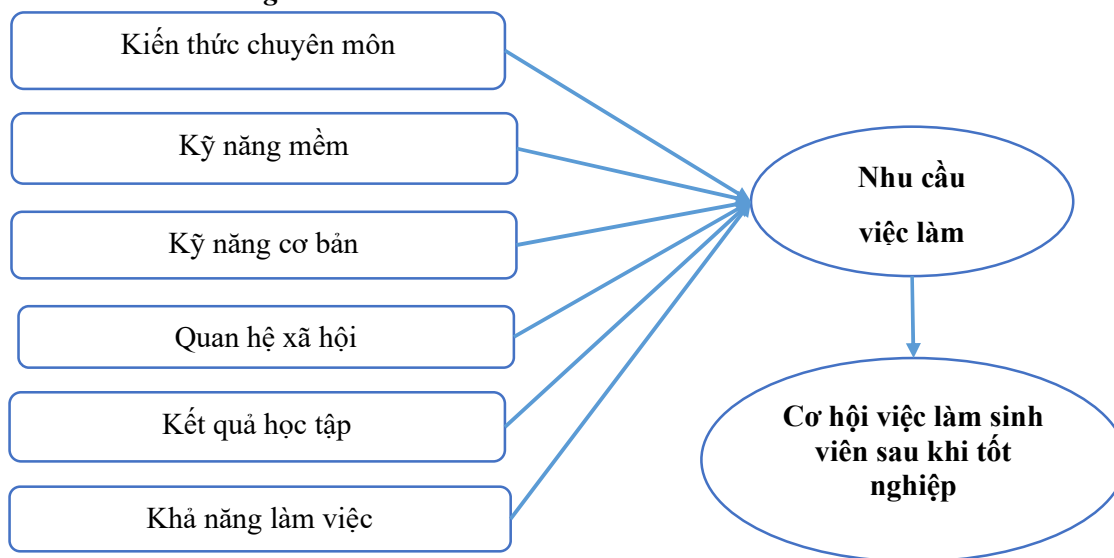 Kiến thức chuyên môn
Kỹ năng mềm
Kỹ năng cơ bản
Quan hệ xã hội
Kết quả học tập
Khả năng làm việc
Nhu cầu
việc làm
Cơ hội việc làm sinh
viên sau khi tốt
nghiệp